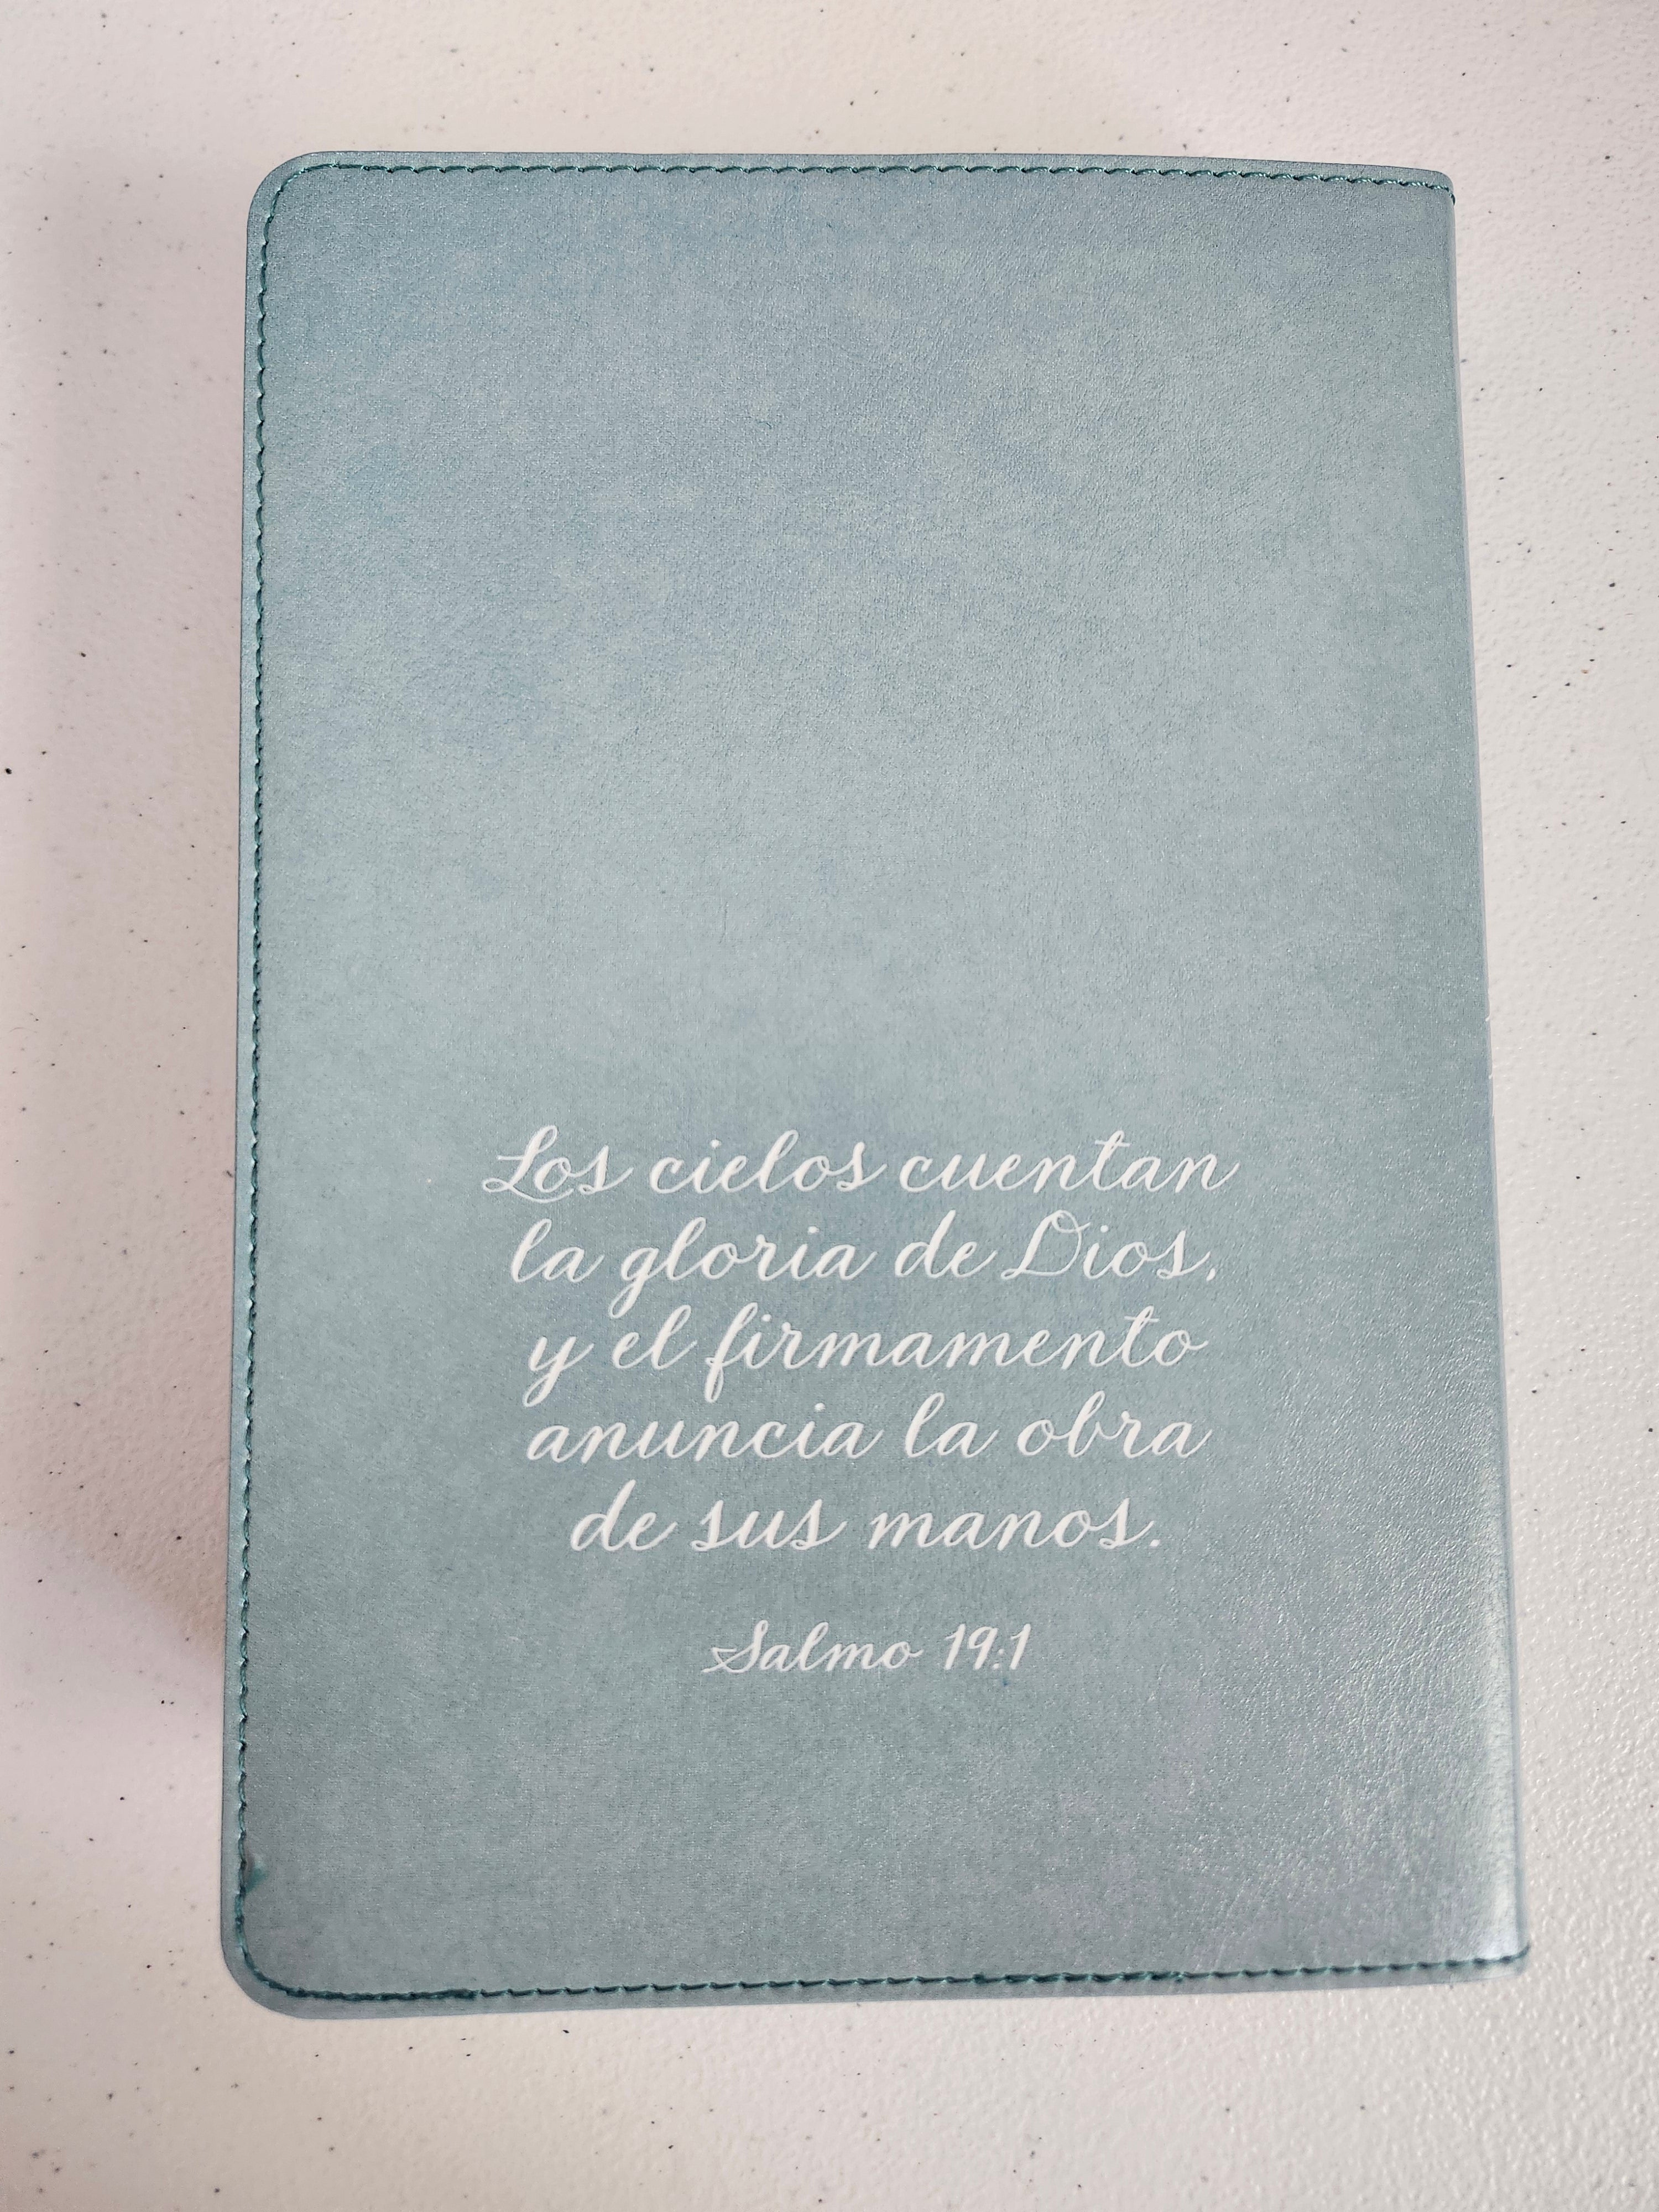 Los cielos cuentan
la gloria de Dios,
y el firmamento
anuncia la obra
de sus manos.
Salmo 19:1